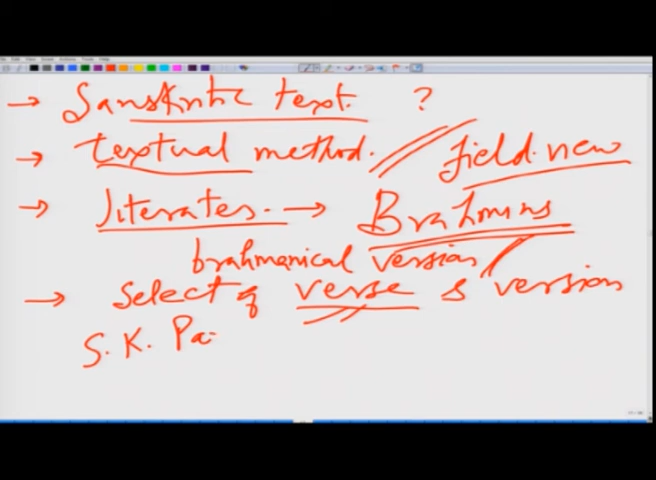 → Sanskritic text. ?
→ textual method. // field view
→ literates. → Brahmins
brahmanical version
→ Select of verse & version
S. K. Pa